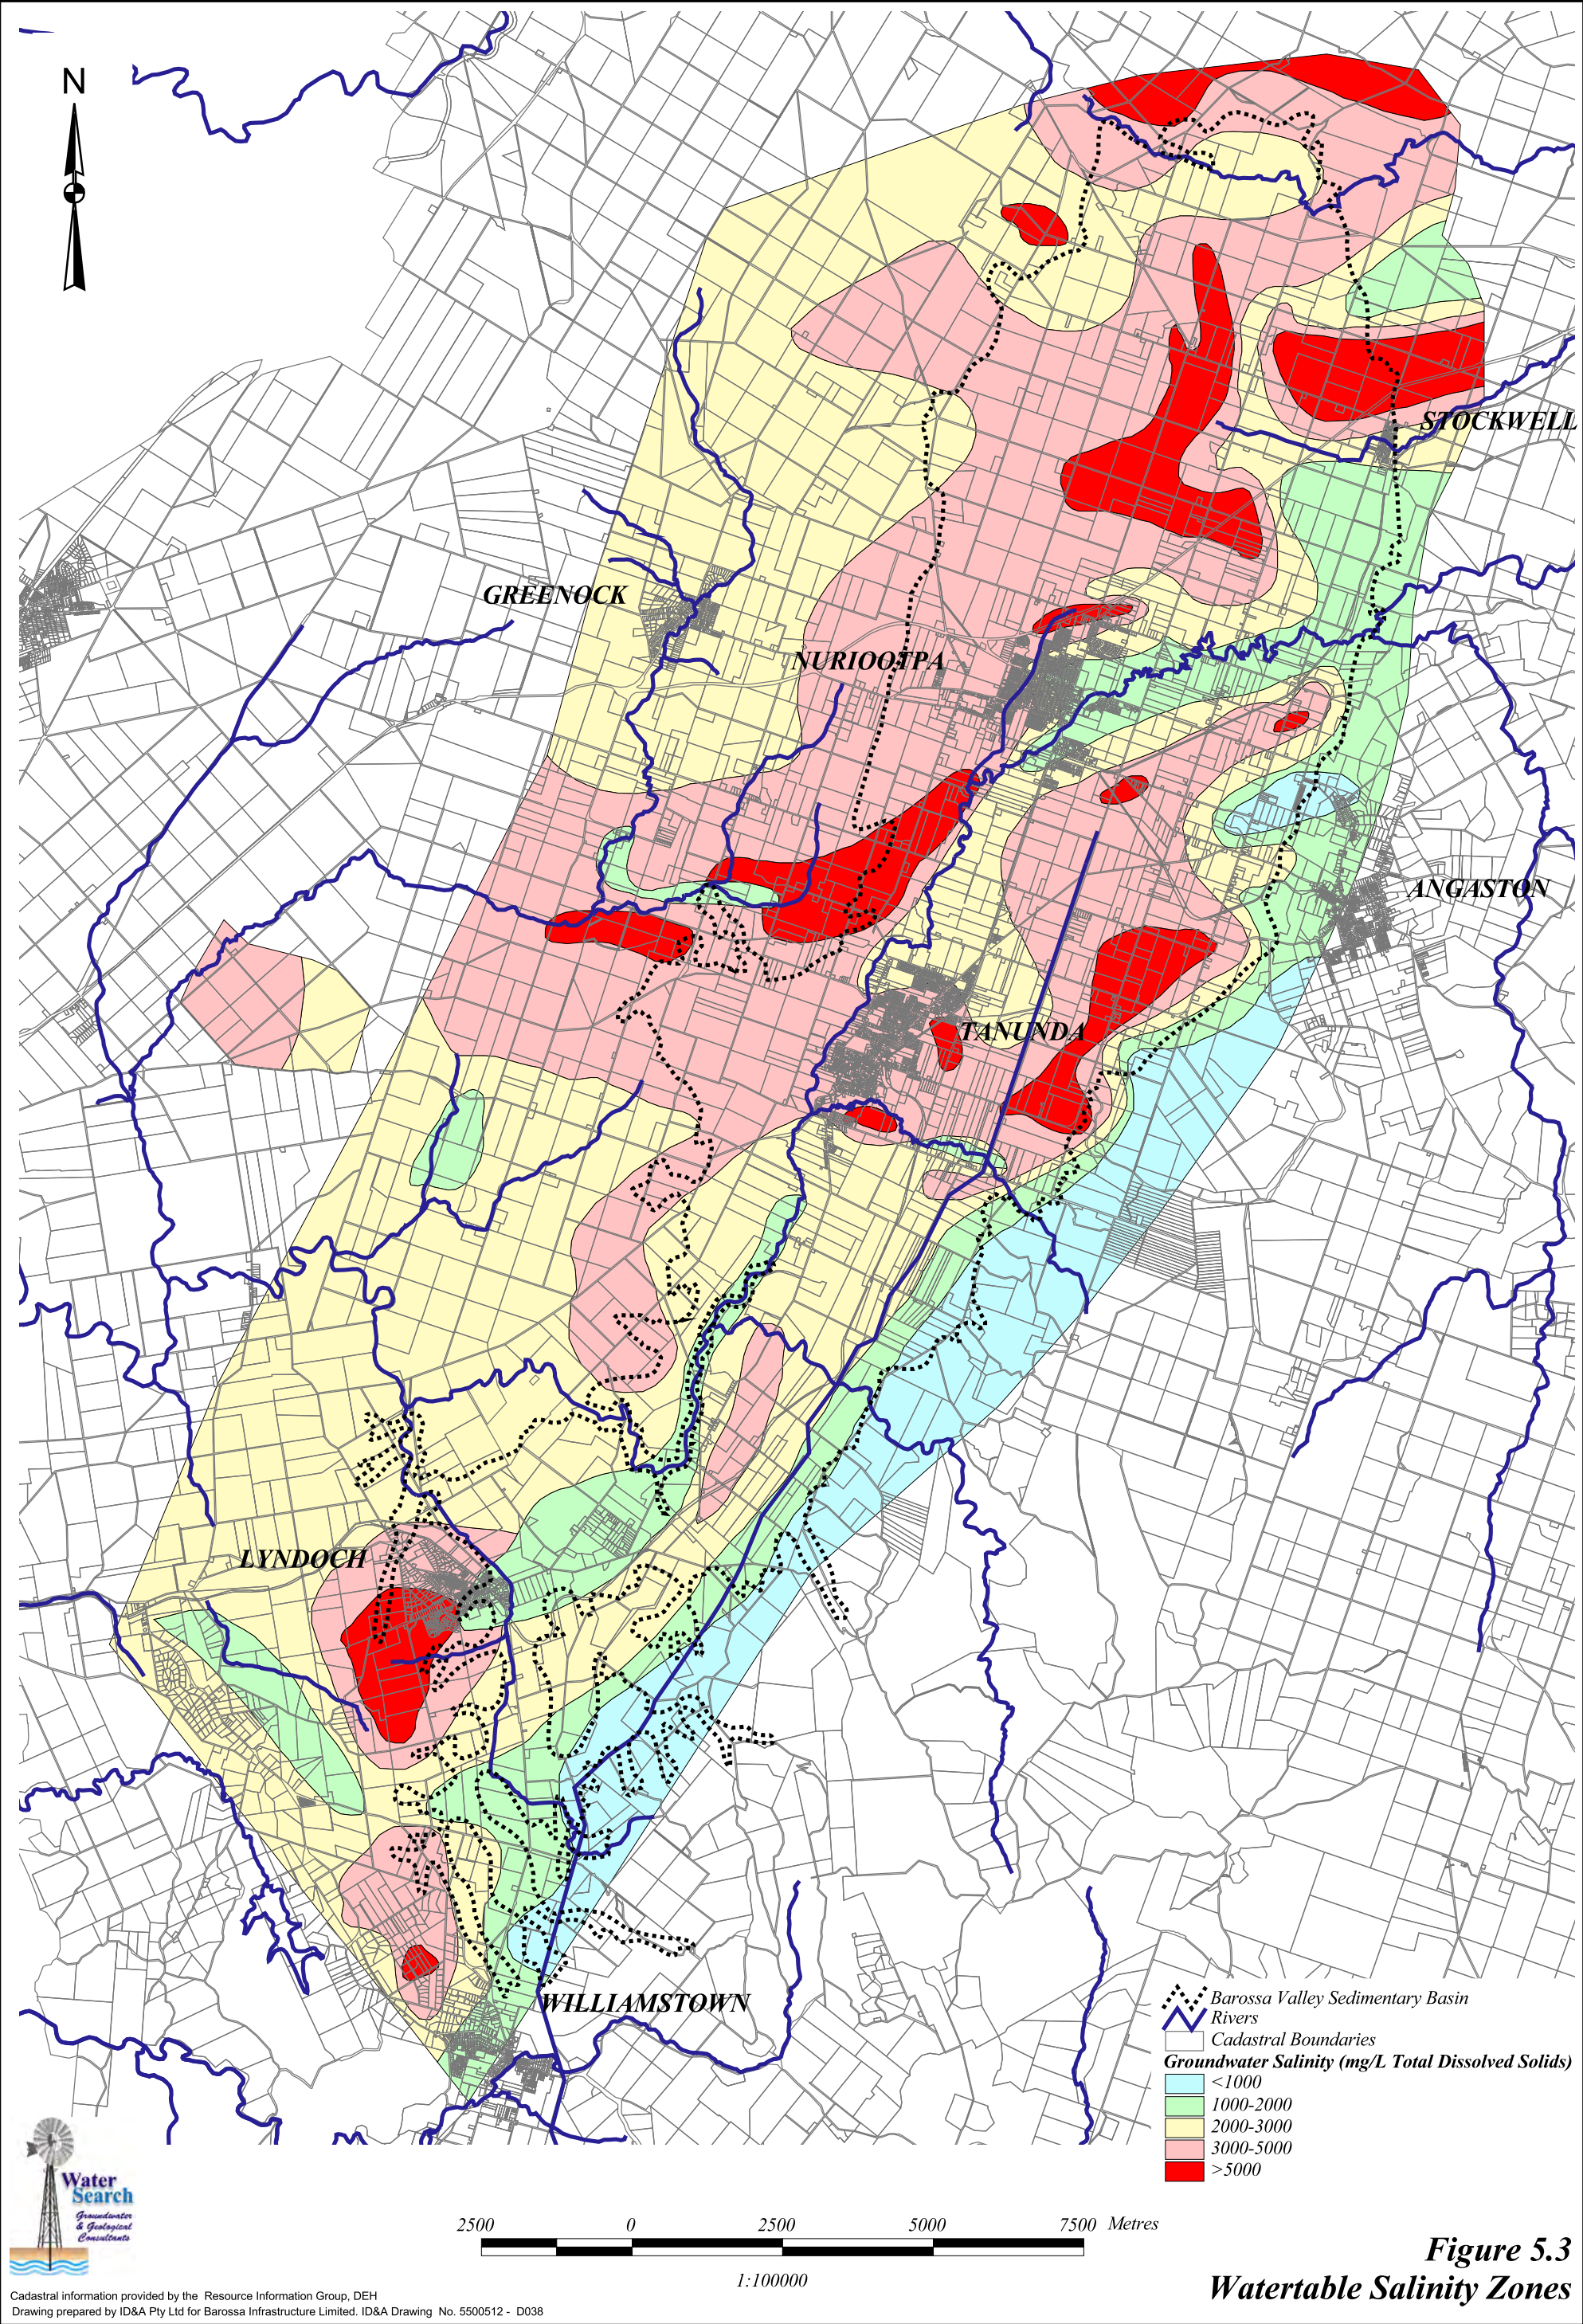 N
STOCKWELL
GREENOCK
NURIOOTPA
ANGASTON
TANUNDA
LYNDOCH
WILLIAMSTOWN
Barossa Valley Sedimentary Basin
Rivers
Cadastral Boundaries
Groundwater Salinity (mg/L Total Dissolved Solids)
<1000
1000-2000
2000-3000
3000-5000
>5000
Water
Search
Groundwater
& Geological
Consultants
2500 0 2500 5000 7500 Metres
1:100000
Figure 5.3
Watertable Salinity Zones
Cadastral information provided by the Resource Information Group, DEH
Drawing prepared by ID&A Pty Ltd for Barossa Infrastructure Limited. ID&A Drawing No. 5500512 - D038